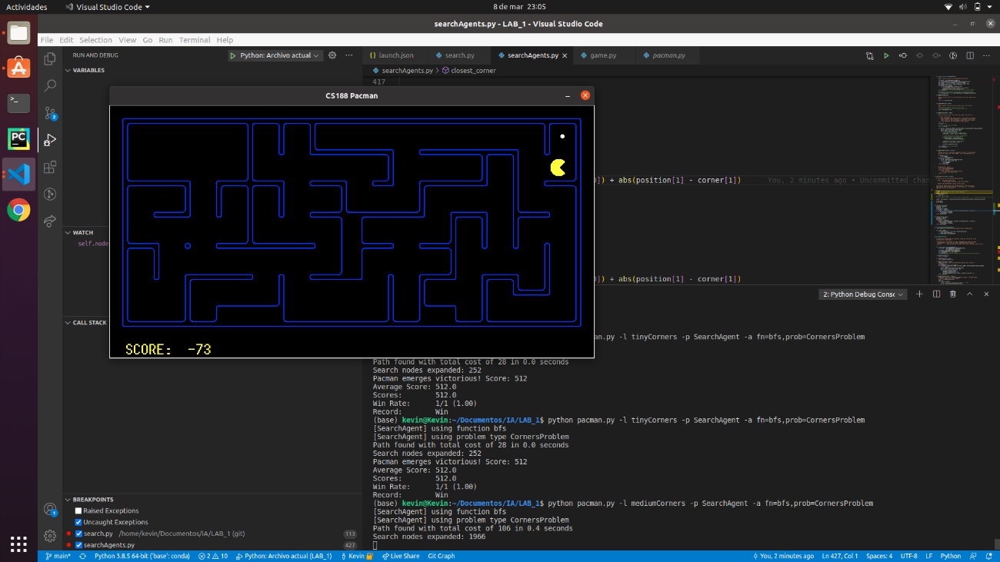 Actividades
Visual Studio Code
8 de mar 23:05
searchAgents.py - LAB_1 - Visual Studio Code
File Edit Selection View Go Run Terminal Help
RUN AND DEBUG
Python: Archivo actual
launch.json
search.py
searchAgents.py
game.py
pacman.py
VARIABLES
searchAgents.py > closest_corner
417
CS188 Pacman
]) + abs(position[1] - corner[1])
You, 2 minutes ago • Uncommitted chan
WATCH
self.node
]) + abs(position[1] - corner[1])
2: Python Debug Consc
CALL STACK
SCORE: -73
an.py -l tinyCorners -p SearchAgent -a fn=bfs,prob=CornersProblem
Path found with total cost of 28 in 0.0 seconds
Search nodes expanded: 252
Pacman emerges victorious! Score: 512
Average Score: 512.0
Scores: 512.0
Win Rate: 1/1 (1.00)
Record: Win
(base) kevin@Kevin:~/Documentos/IA/LAB_1$ python pacman.py -l tinyCorners -p SearchAgent -a fn=bfs,prob=CornersProblem
[SearchAgent] using function bfs
[SearchAgent] using problem type CornersProblem
Path found with total cost of 28 in 0.0 seconds
Search nodes expanded: 252
Pacman emerges victorious! Score: 512
Average Score: 512.0
Scores: 512.0
Win Rate: 1/1 (1.00)
Record: Win
(base) kevin@Kevin:~/Documentos/IA/LAB_1$ python pacman.py -l mediumCorners -p SearchAgent -a fn=bfs,prob=CornersProblem
[SearchAgent] using function bfs
[SearchAgent] using problem type CornersProblem
Path found with total cost of 106 in 0.4 seconds
Search nodes expanded: 1966
BREAKPOINTS
Raised Exceptions
Uncaught Exceptions
search.py /home/kevin/Documentos/IA/LAB_1 (git) 113
searchAgents.py 427
main* Python 3.8.5 64-bit ('base': conda) 2 10 Python: Archivo actual (LAB_1) Kevin Live Share Git Graph You, 2 minutes ago Ln 427, Col 1 Spaces: 4 UTF-8 LF Python